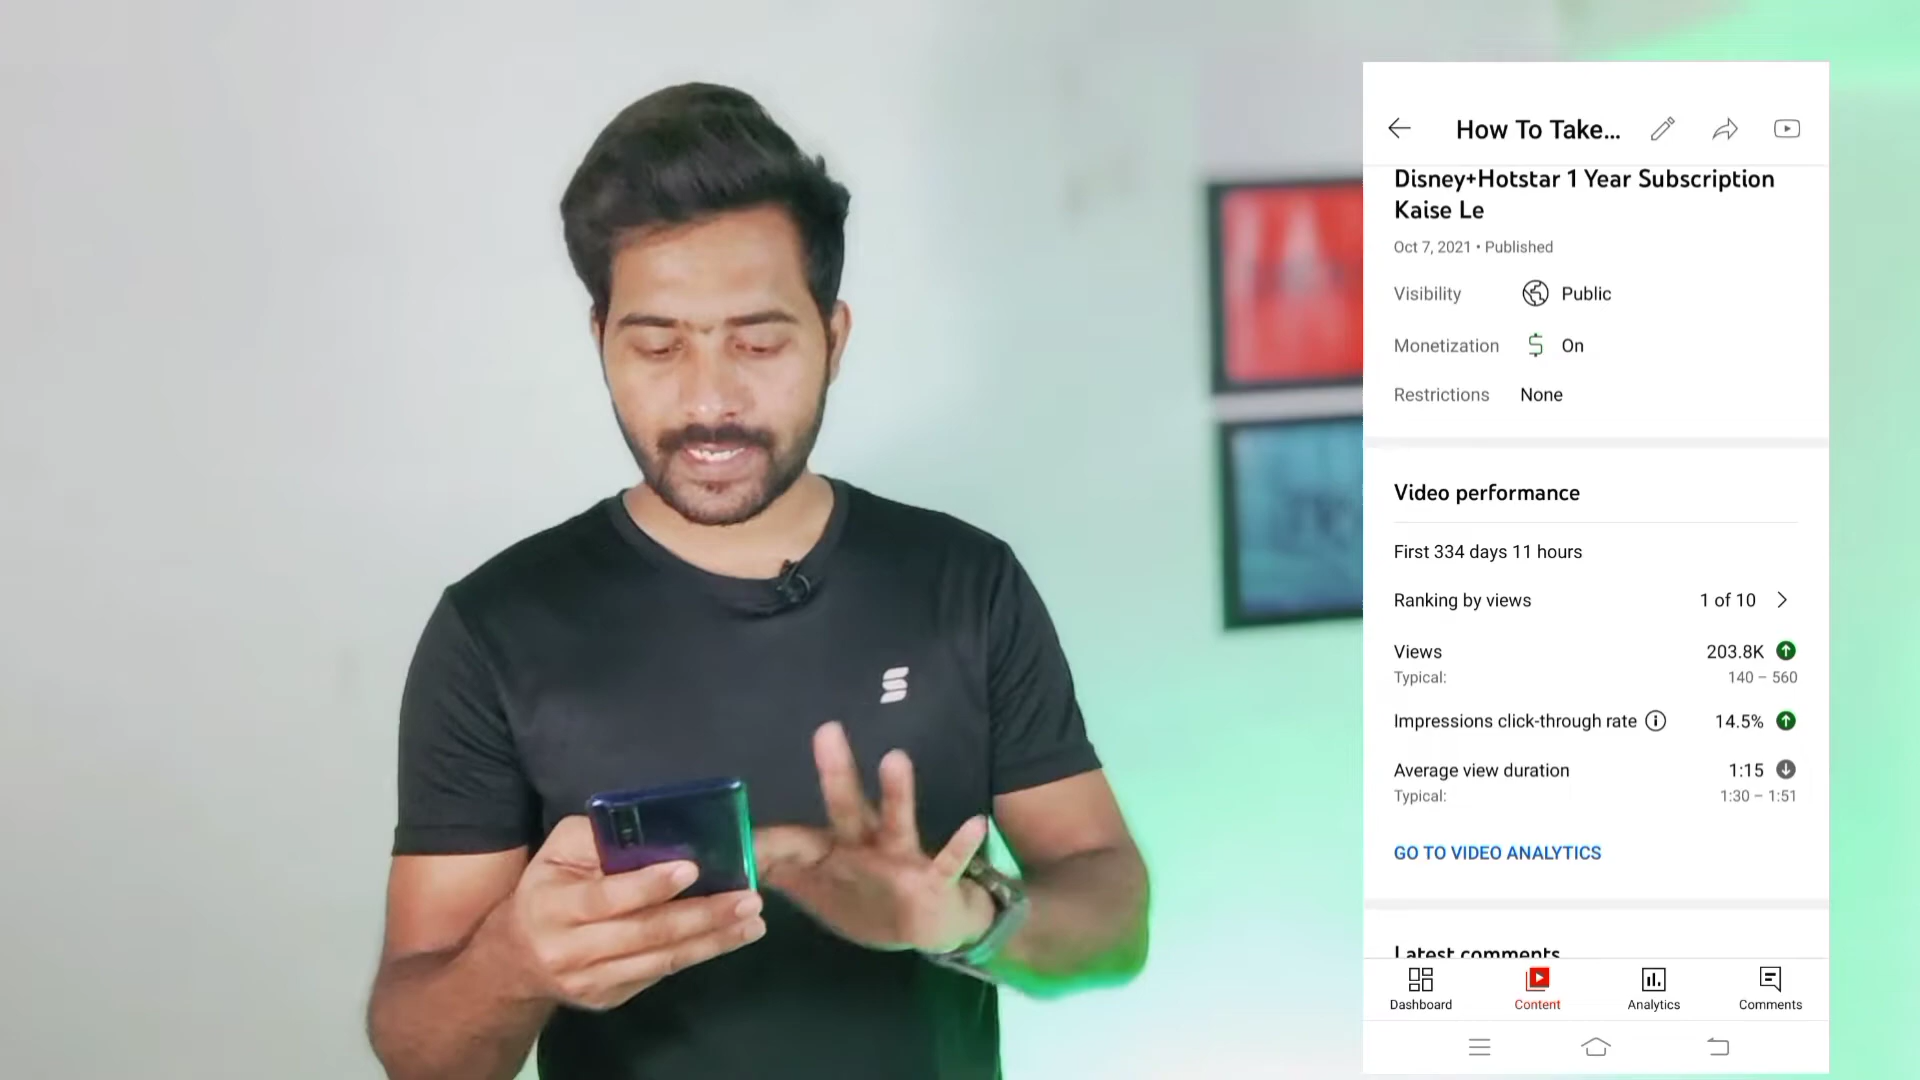 How To Take...
Disney+Hotstar 1 Year Subscription
Kaise Le
Oct 7, 2021 • Published
Visibility Public
Monetization On
Restrictions None
Video performance
First 334 days 11 hours
Ranking by views 1 of 10
Views 203.8K
Typical: 140 – 560
Impressions click-through rate 14.5%
Average view duration 1:15
Typical: 1:30 – 1:51
GO TO VIDEO ANALYTICS
Latest comments
Dashboard Content Analytics Comments